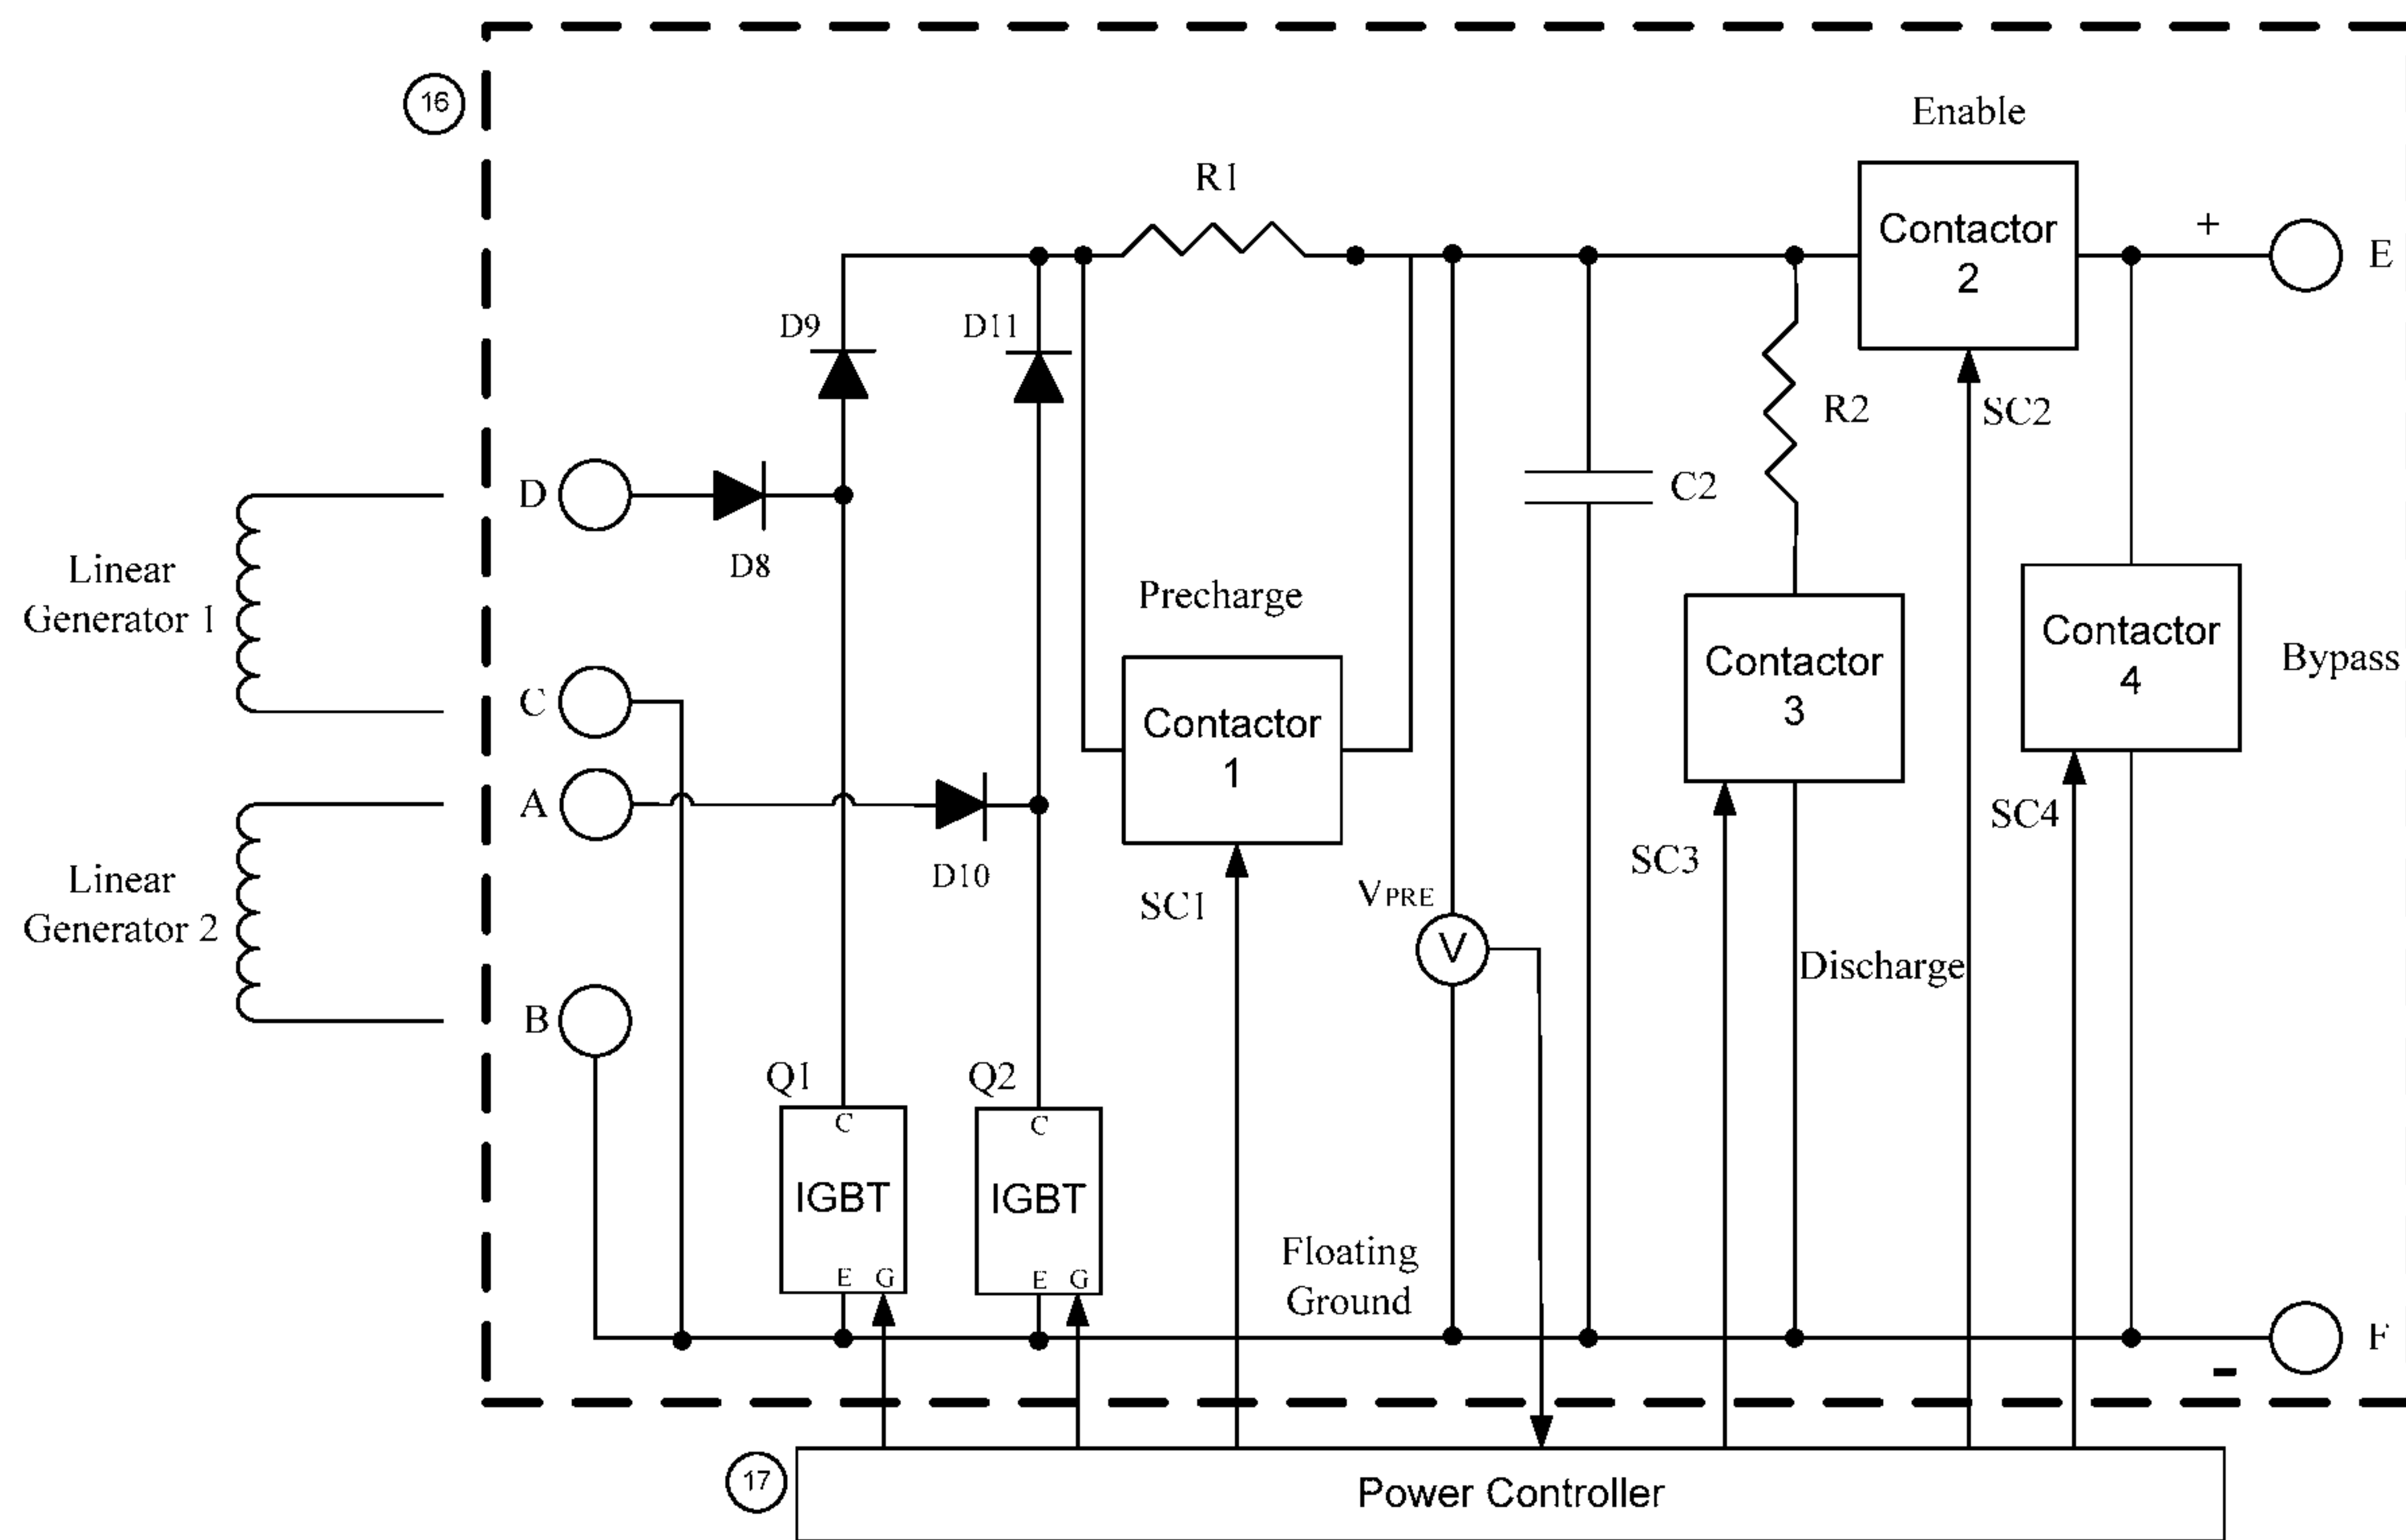 16
Enable
R1
Contactor
2
+
E
D9
D11
SC2
R2
D
D8
C2
Linear
Generator 1
Precharge
Contactor
4
Bypass
Contactor
3
C
Contactor
1
A
SC4
SC3
D10
Linear
Generator 2
VPRE
SC1
V
Discharge
B
Q1
Q2
C
C
IGBT
IGBT
Floating
Ground
E G
E G
F
-
17
Power Controller